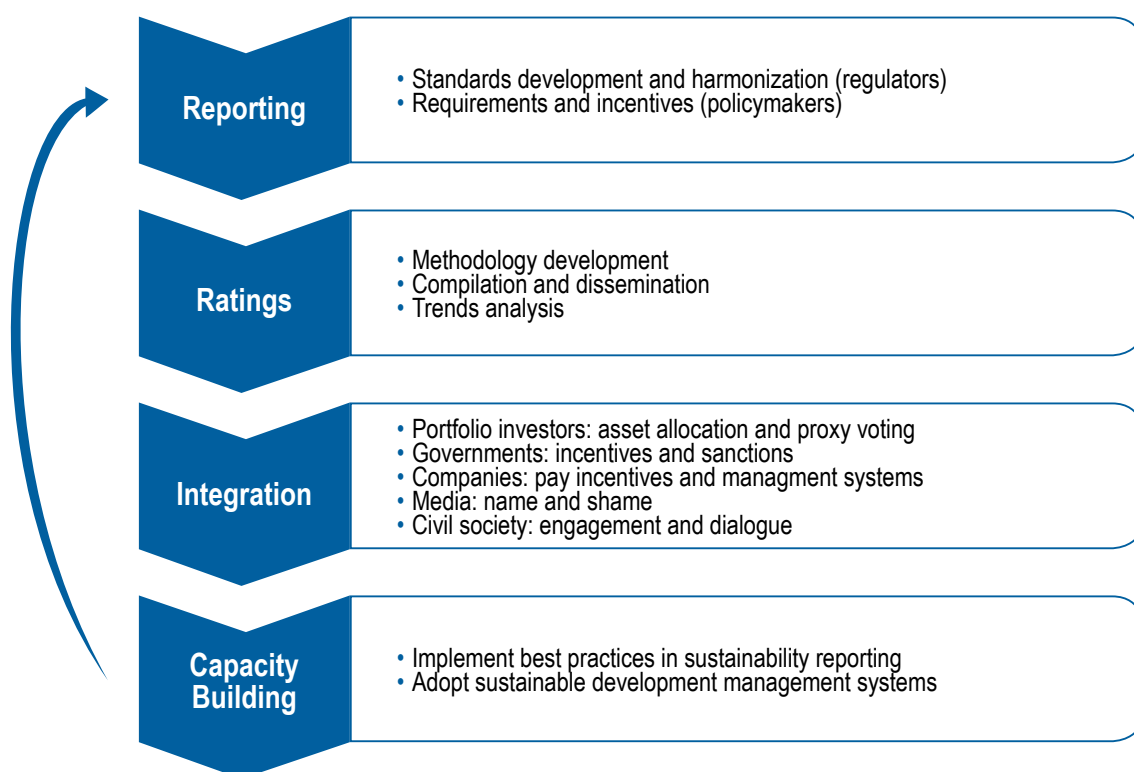 Reporting
• Standards development and harmonization (regulators)
• Requirements and incentives (policymakers)
Ratings
• Methodology development
• Compilation and dissemination
• Trends analysis
Integration
• Portfolio investors: asset allocation and proxy voting
• Governments: incentives and sanctions
• Companies: pay incentives and managment systems
• Media: name and shame
• Civil society: engagement and dialogue
Capacity
Building
• Implement best practices in sustainability reporting
• Adopt sustainable development management systems